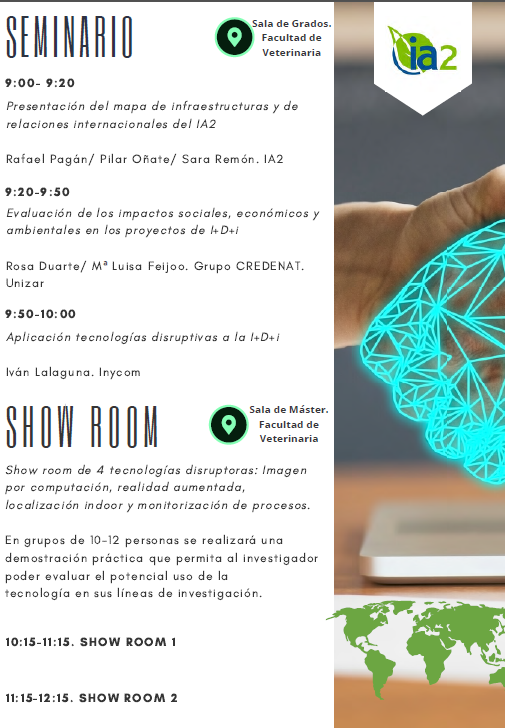 SEMINARIO
Sala de Grados.
Facultad de
Veterinaria
ia2
9:00- 9:20
Presentación del mapa de infraestructuras y de
relaciones internacionales del IA2
Rafael Pagán/ Pilar Oñate/ Sara Remón. IA2
9:20-9:50
Evaluación de los impactos sociales, económicos y
ambientales en los proyectos de I+D+i
Rosa Duarte/ Mª Luisa Feijoo. Grupo CREDENAT.
Unizar
9:50-10:00
Aplicación tecnologías disruptivas a la I+D+i
Iván Lalaguna. Inycom
SHOW ROOM
Sala de Máster.
Facultad de
Veterinaria
Show room de 4 tecnologías disruptoras: Imagen
por computación, realidad aumentada,
localización indoor y monitorización de procesos.
En grupos de 10-12 personas se realizará una
demostración práctica que permita al investigador
poder evaluar el potencial uso de la
tecnología en sus líneas de investigación.
10:15-11:15. SHOW ROOM 1
11:15-12:15. SHOW ROOM 2